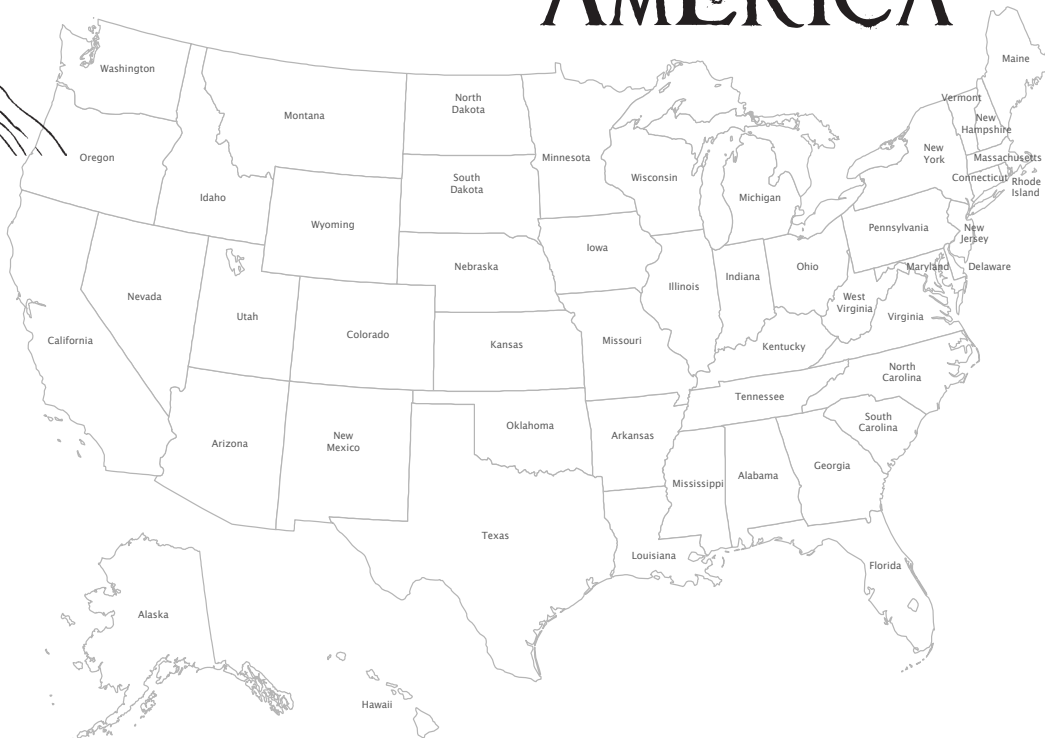 AMERICA
Maine
Washington
Vermont
North
Dakota
Montana
New
Hampshire
New
York
Minnesota
Oregon
Massachusetts
Wisconsin
Connecticut
South
Dakota
Rhode
Island
Idaho
Michigan
Wyoming
Pennsylvania
New
Jersey
Iowa
Nebraska
Ohio
Maryland
Delaware
Indiana
Illinois
Nevada
West
Virginia
Utah
Virginia
Colorado
California
Missouri
Kansas
Kentucky
North
Carolina
Tennessee
South
Carolina
Oklahoma
Arkansas
Arizona
New
Mexico
Georgia
Alabama
Mississippi
Texas
Louisiana
Florida
Alaska
Hawaii